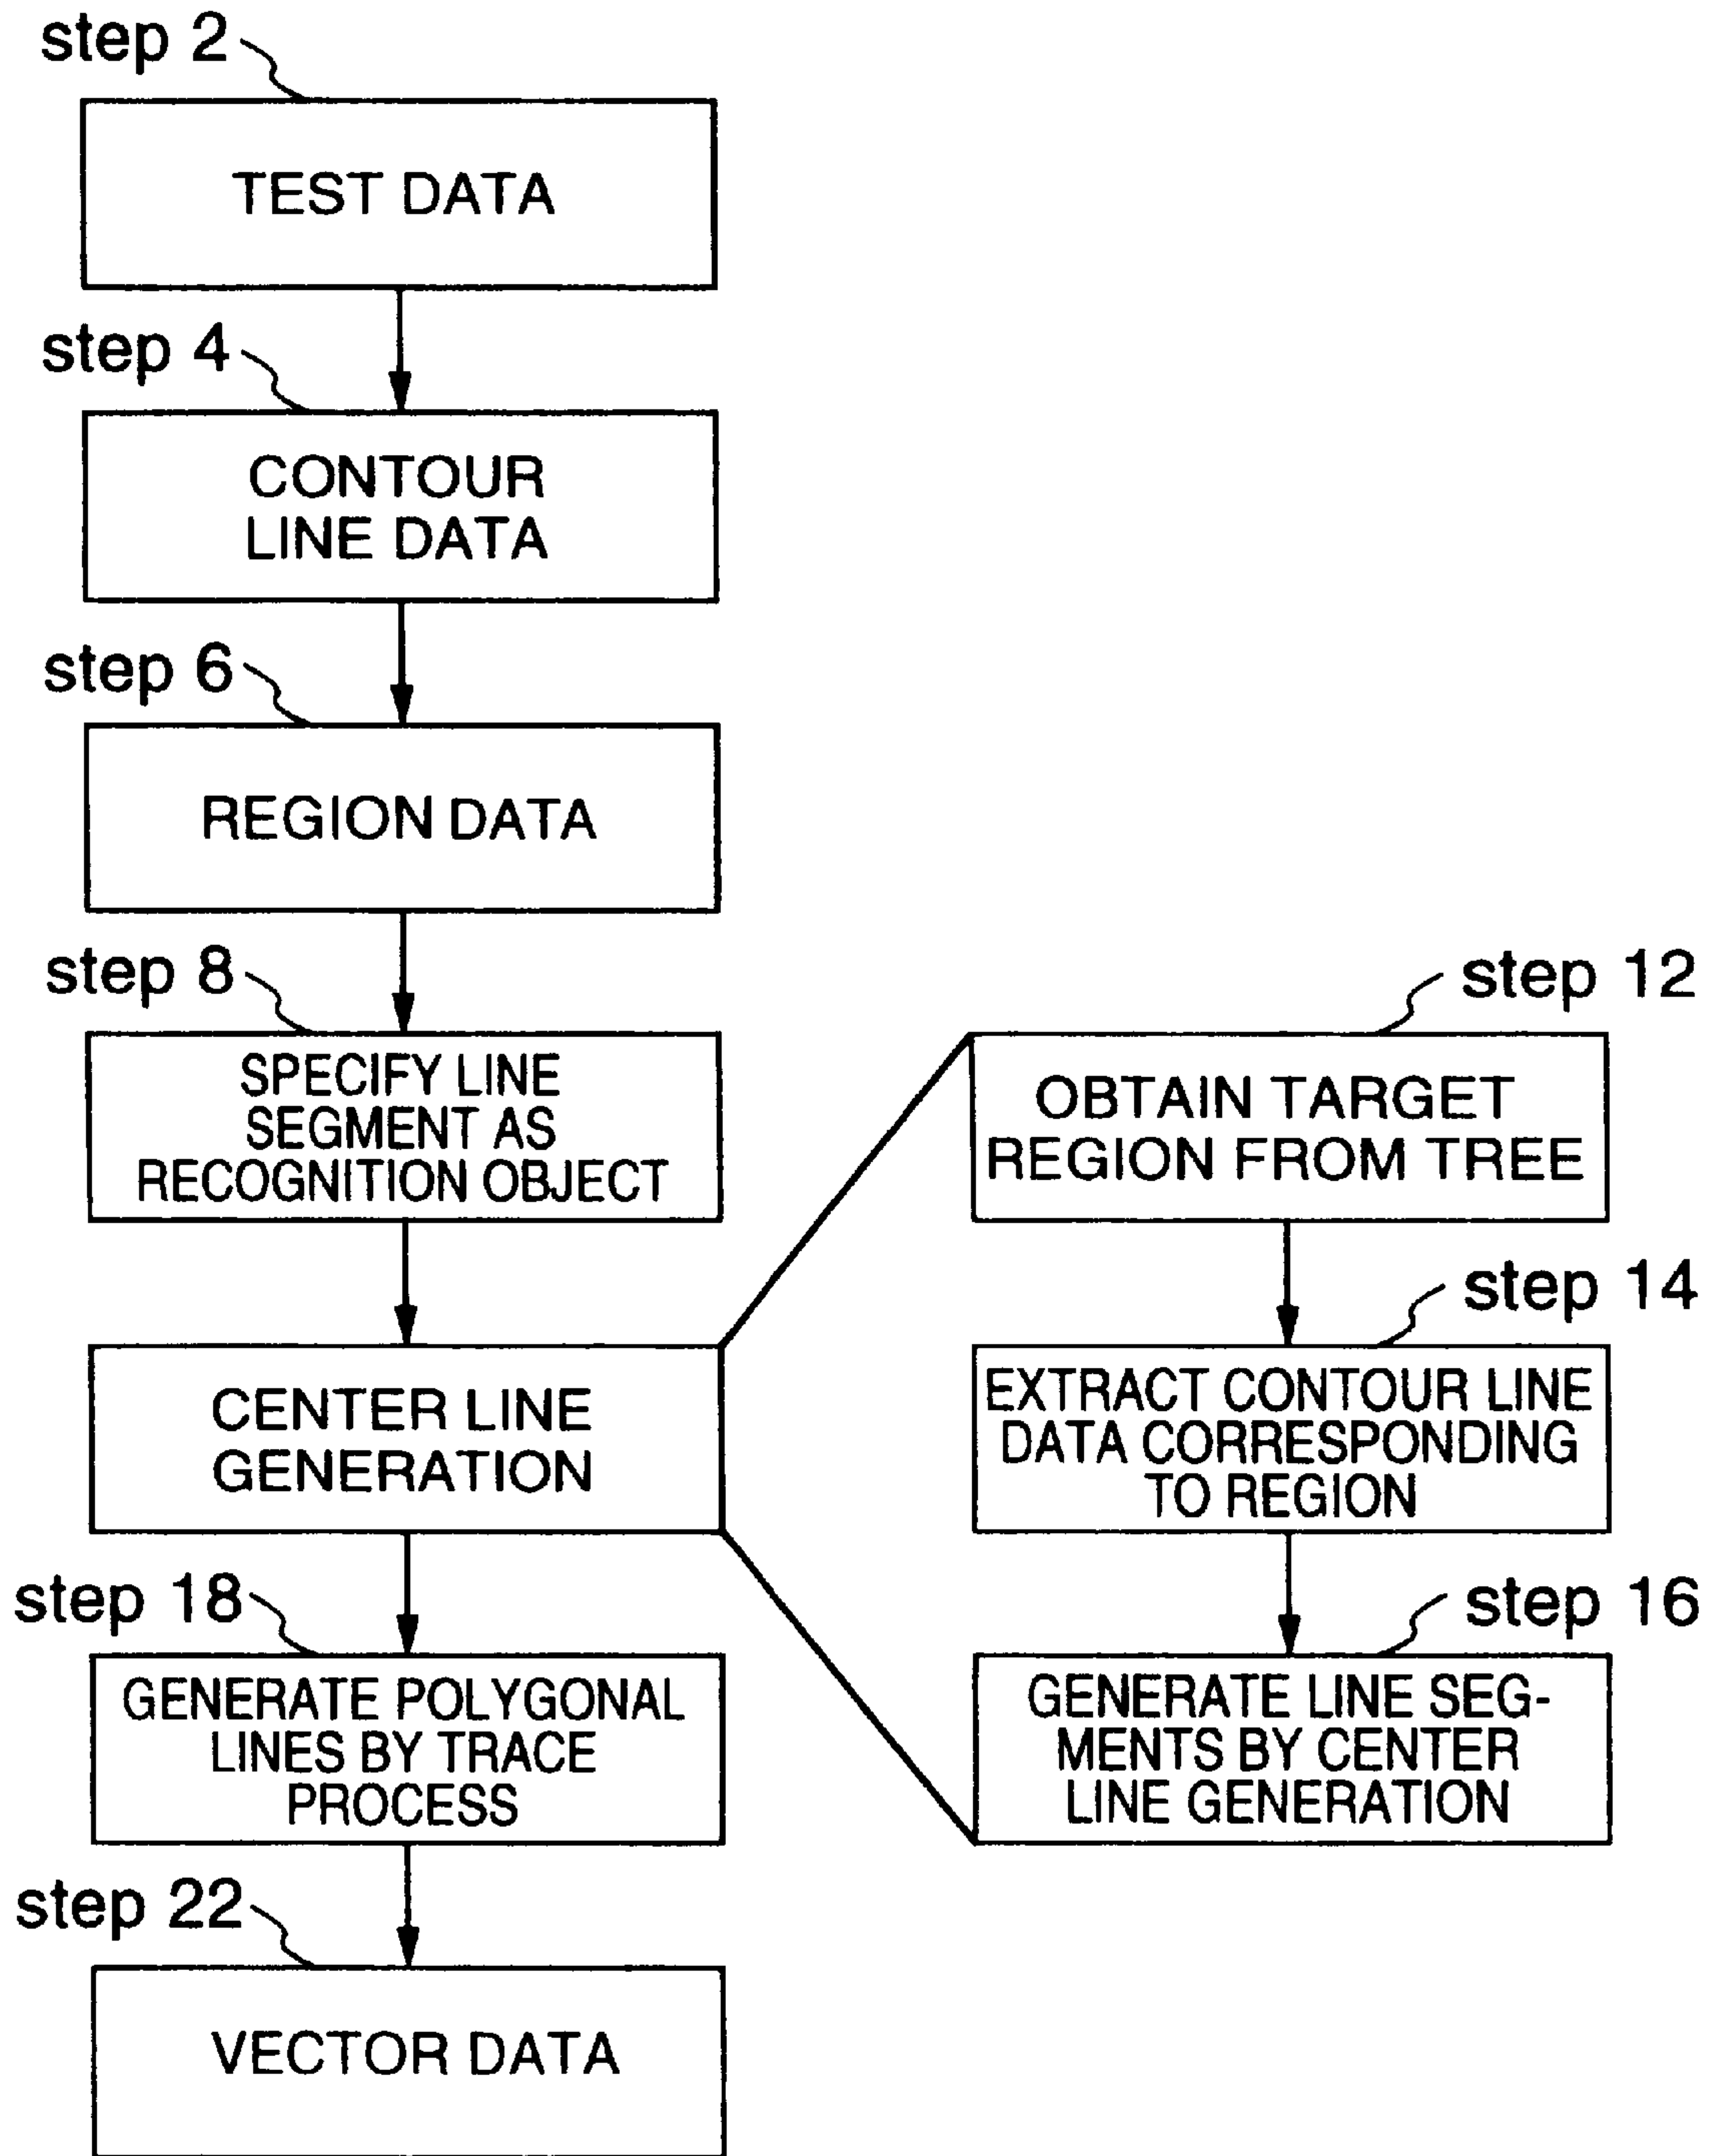 step 2
TEST DATA
step 4
CONTOUR
LINE DATA
step 6
REGION DATA
step 8
SPECIFY LINE
SEGMENT AS
RECOGNITION OBJECT
CENTER LINE
GENERATION
step 12
OBTAIN TARGET
REGION FROM TREE
step 14
EXTRACT CONTOUR LINE
DATA CORRESPONDING
TO REGION
step 16
GENERATE LINE SEG-
MENTS BY CENTER
LINE GENERATION
step 18
GENERATE POLYGONAL
LINES BY TRACE
PROCESS
step 22
VECTOR DATA